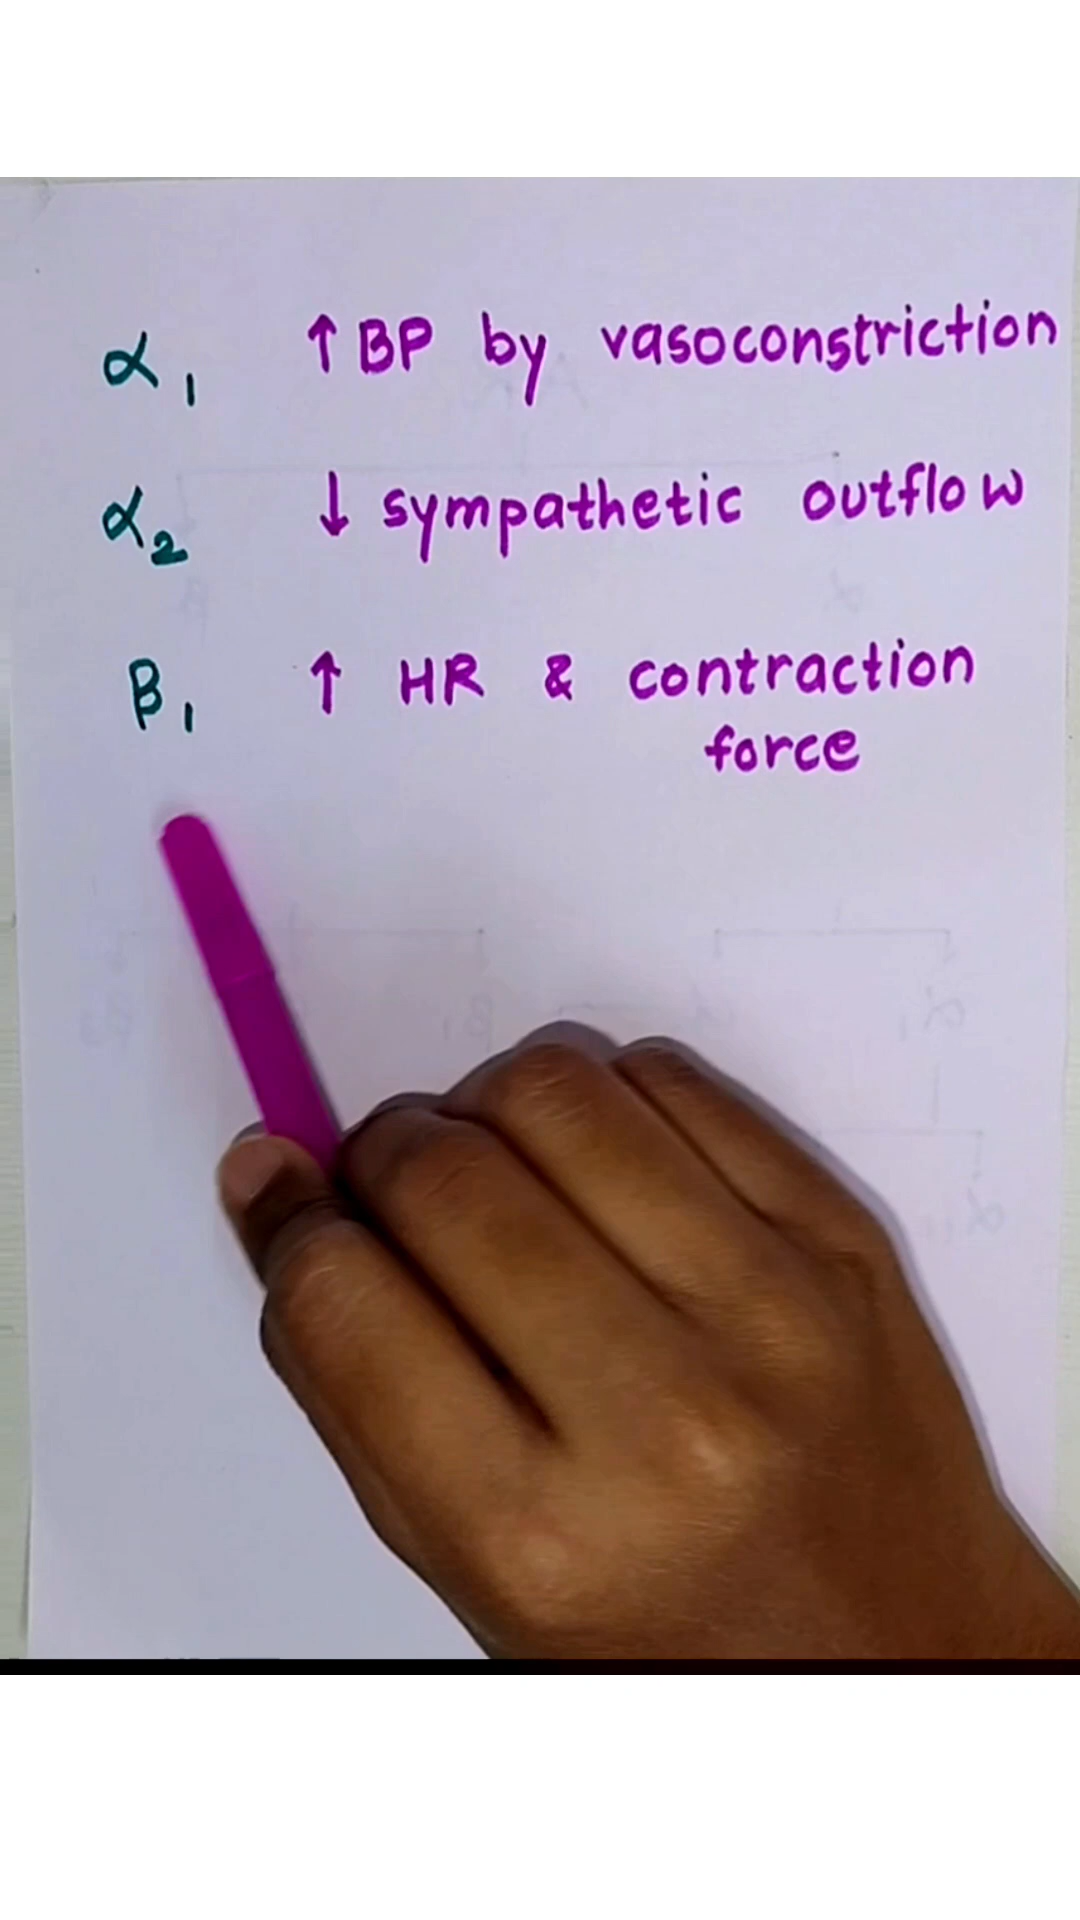 α1 ↑ BP by vasoconstriction
α2 ↓ sympathetic outflow
β1 ↑ HR & contraction
force